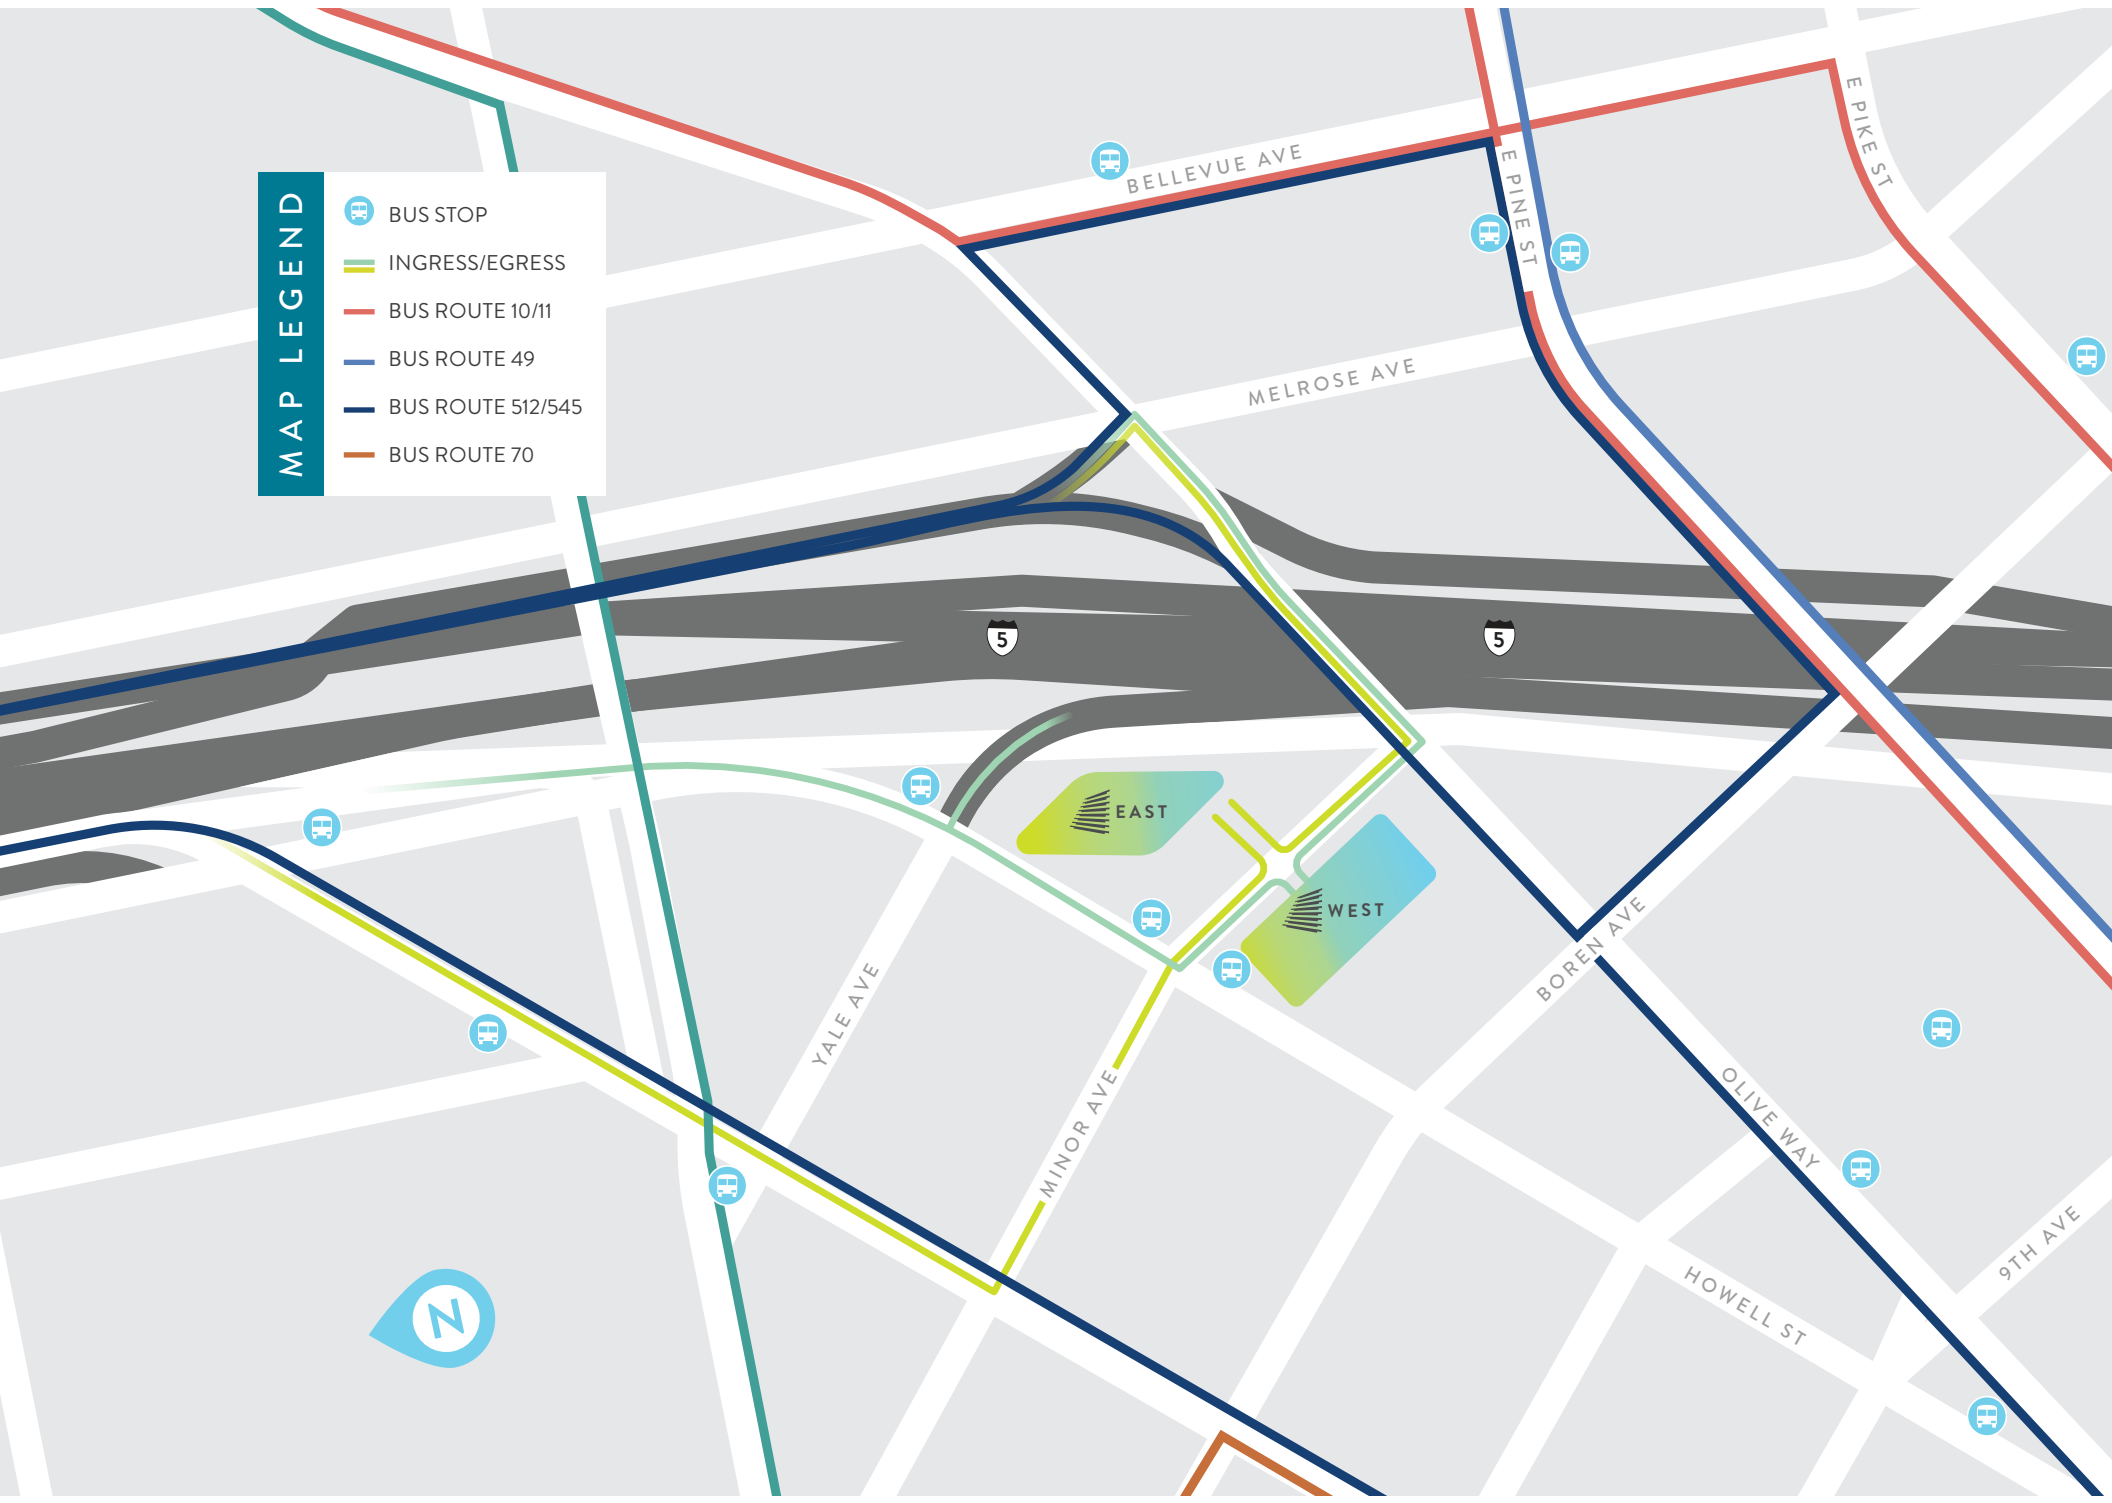 MAP LEGEND
BUS STOP
INGRESS/EGRESS
BUS ROUTE 10/11
BUS ROUTE 49
BUS ROUTE 512/545
BUS ROUTE 70
BELLEVUE AVE
E PINE ST
E PIKE ST
MELROSE AVE
5
5
EAST
WEST
YALE AVE
MINOR AVE
BOREN AVE
OLIVE WAY
9TH AVE
HOWELL ST
N